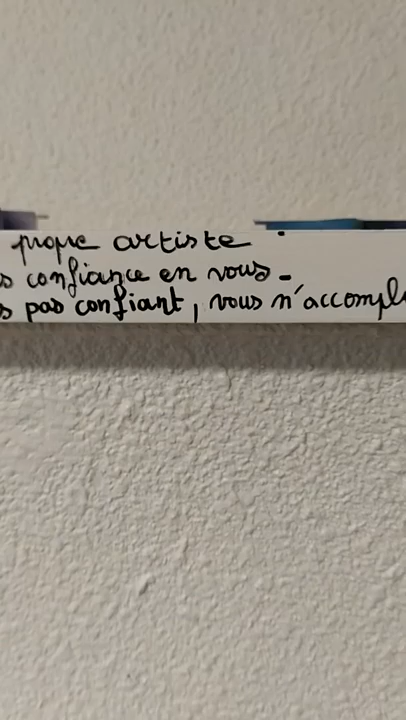 propre artiste.
s confiance en vous.
s pas confiant, vous n'accompl